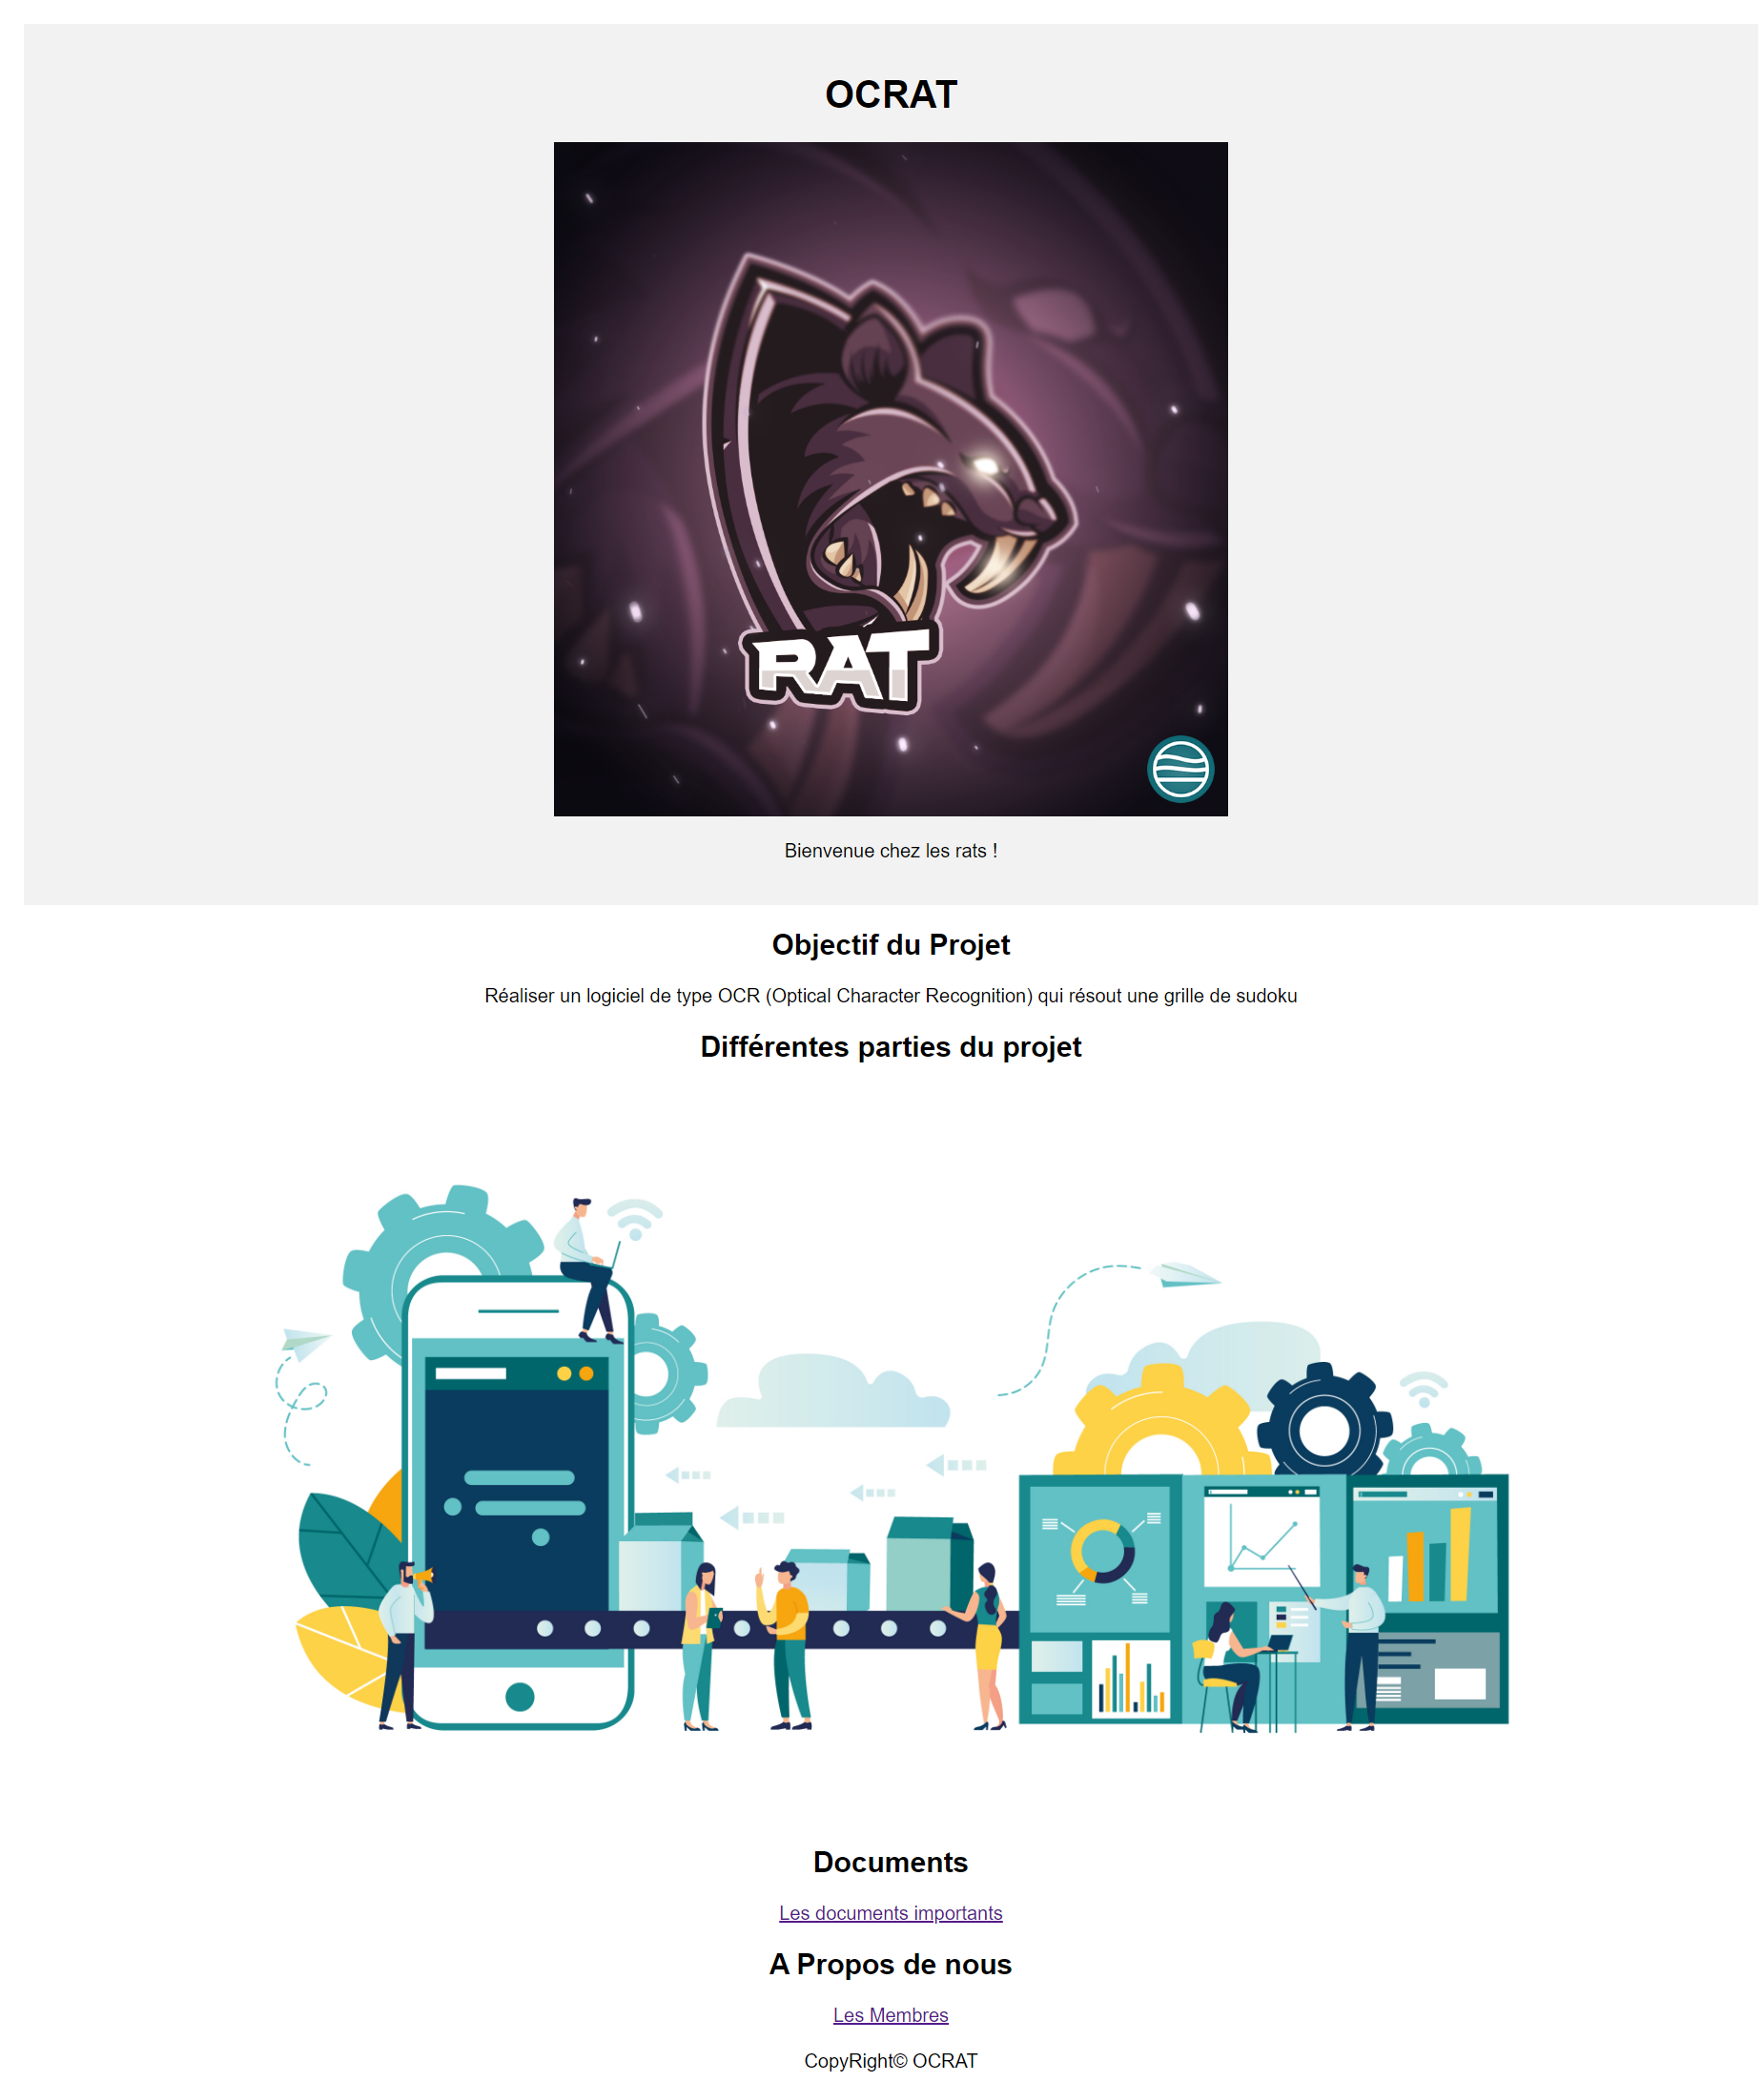 OCRAT
RAT
Bienvenue chez les rats !
Objectif du Projet
Réaliser un logiciel de type OCR (Optical Character Recognition) qui résout une grille de sudoku
Différentes parties du projet
Documents
Les documents importants
A Propos de nous
Les Membres
CopyRight© OCRAT